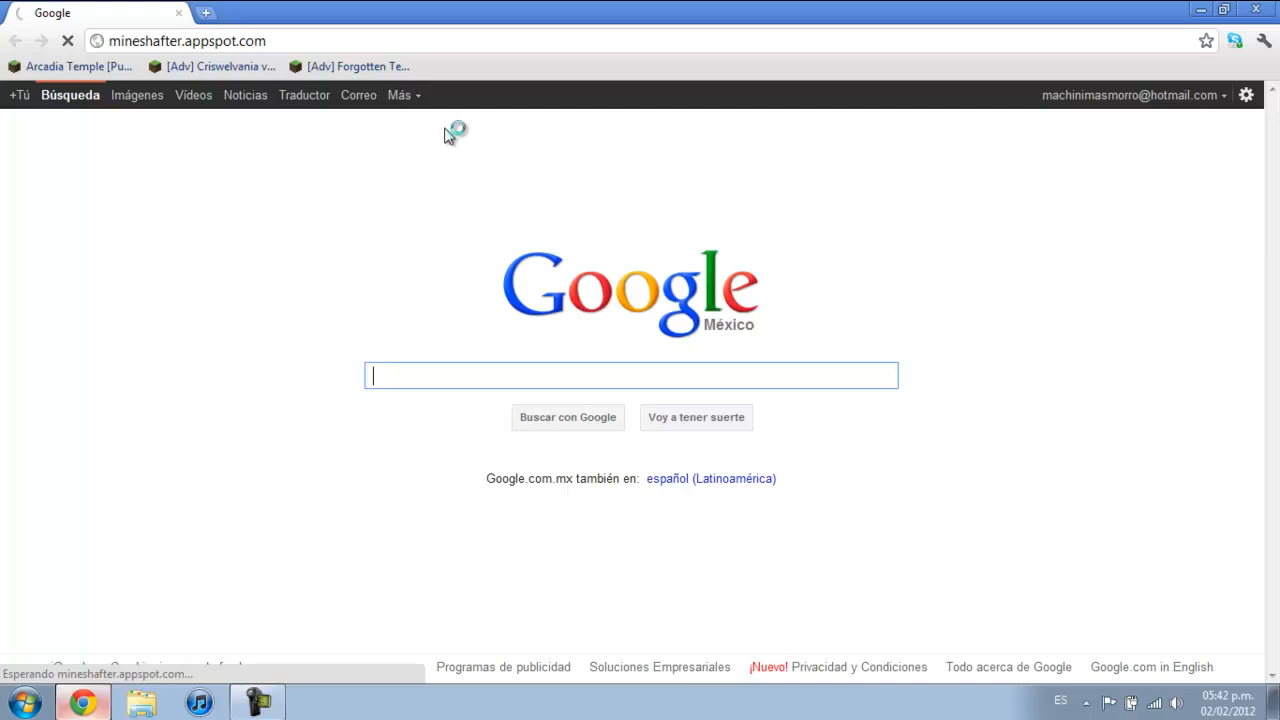 Google
mineshafter.appspot.com
Arcadia Temple [Pu... [Adv] Criswelvania v... [Adv] Forgotten Te...
+Tú Búsqueda Imágenes Vídeos Noticias Traductor Correo Más machinimasmorro@hotmail.com
Google
México
Buscar con Google Voy a tener suerte
Google.com.mx también en: español (Latinoamérica)
Programas de publicidad Soluciones Empresariales ¡Nuevo! Privacidad y Condiciones Todo acerca de Google Google.com in English
Esperando mineshafter.appspot.com...
ES 05:42 p.m.
02/02/2012